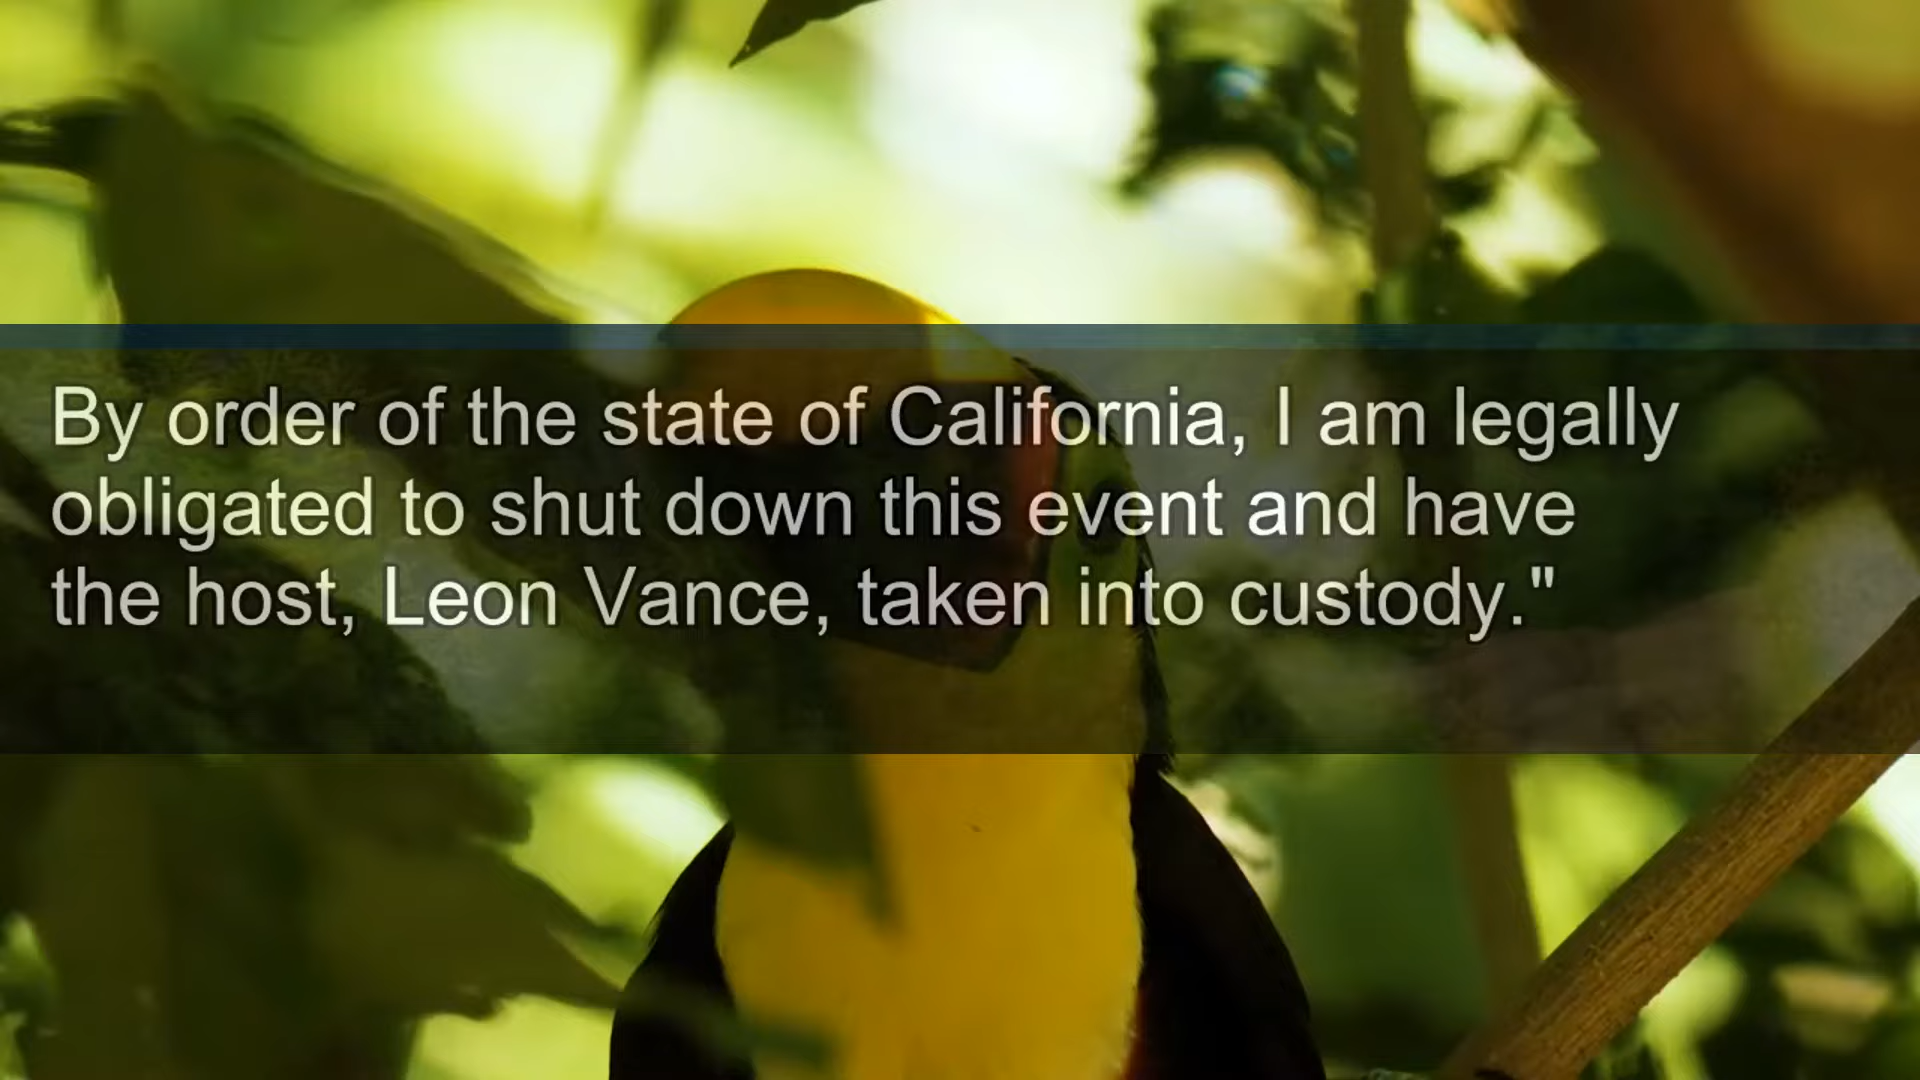 By order of the state of California, I am legally
obligated to shut down this event and have
the host, Leon Vance, taken into custody."